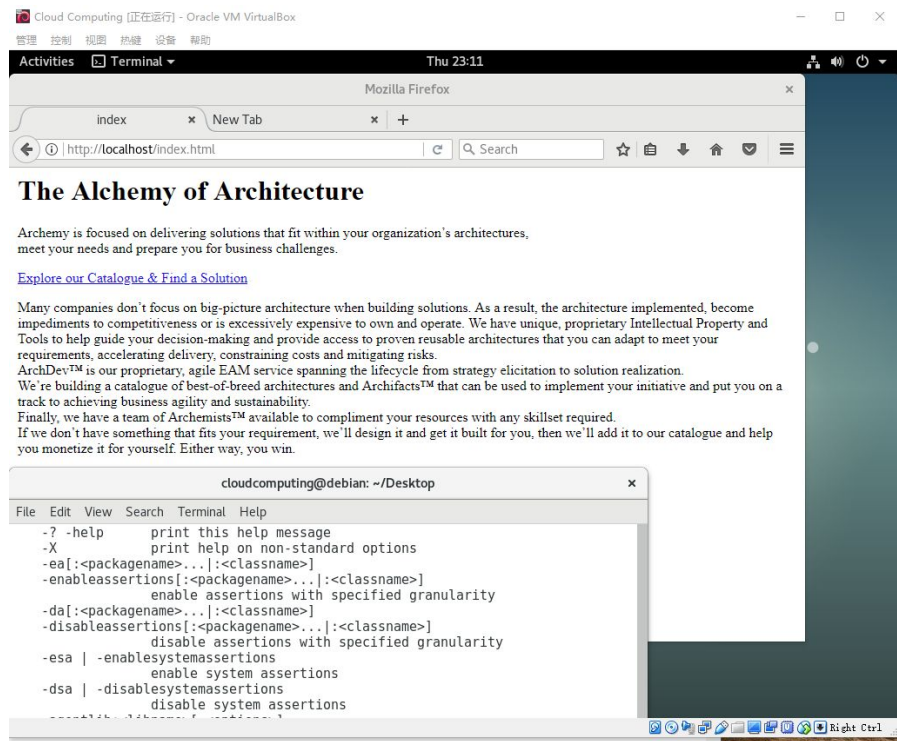 Cloud Computing [正在运行] - Oracle VM VirtualBox
管理 控制 视图 热键 设备 帮助
Activities Terminal Thu 23:11
Mozilla Firefox
index New Tab
http://localhost/index.html Search
The Alchemy of Architecture
Archemy is focused on delivering solutions that fit within your organization’s architectures,
meet your needs and prepare you for business challenges.
Explore our Catalogue & Find a Solution
Many companies don’t focus on big-picture architecture when building solutions. As a result, the architecture implemented, become
impediments to competitiveness or is excessively expensive to own and operate. We have unique, proprietary Intellectual Property and
Tools to help guide your decision-making and provide access to proven reusable architectures that you can adapt to meet your
requirements, accelerating delivery, constraining costs and mitigating risks.
ArchDev™ is our proprietary, agile EAM service spanning the lifecycle from strategy elicitation to solution realization.
We’re building a catalogue of best-of-breed architectures and Archifacts™ that can be used to implement your initiative and put you on a
track to achieving business agility and sustainability.
Finally, we have a team of Archemists™ available to compliment your resources with any skillset required.
If we don’t have something that fits your requirement, we’ll design it and get it built for you, then we’ll add it to our catalogue and help
you monetize it for yourself. Either way, you win.
cloudcomputing@debian: ~/Desktop
File Edit View Search Terminal Help
-? -help print this help message
-X print help on non-standard options
-ea[:<packagename>...|:<classname>]
-enableassertions[:<packagename>...|:<classname>]
enable assertions with specified granularity
-da[:<packagename>...|:<classname>]
-disableassertions[:<packagename>...|:<classname>]
disable assertions with specified granularity
-esa | -enablesystemassertions
enable system assertions
-dsa | -disablesystemassertions
disable system assertions
Right Ctrl